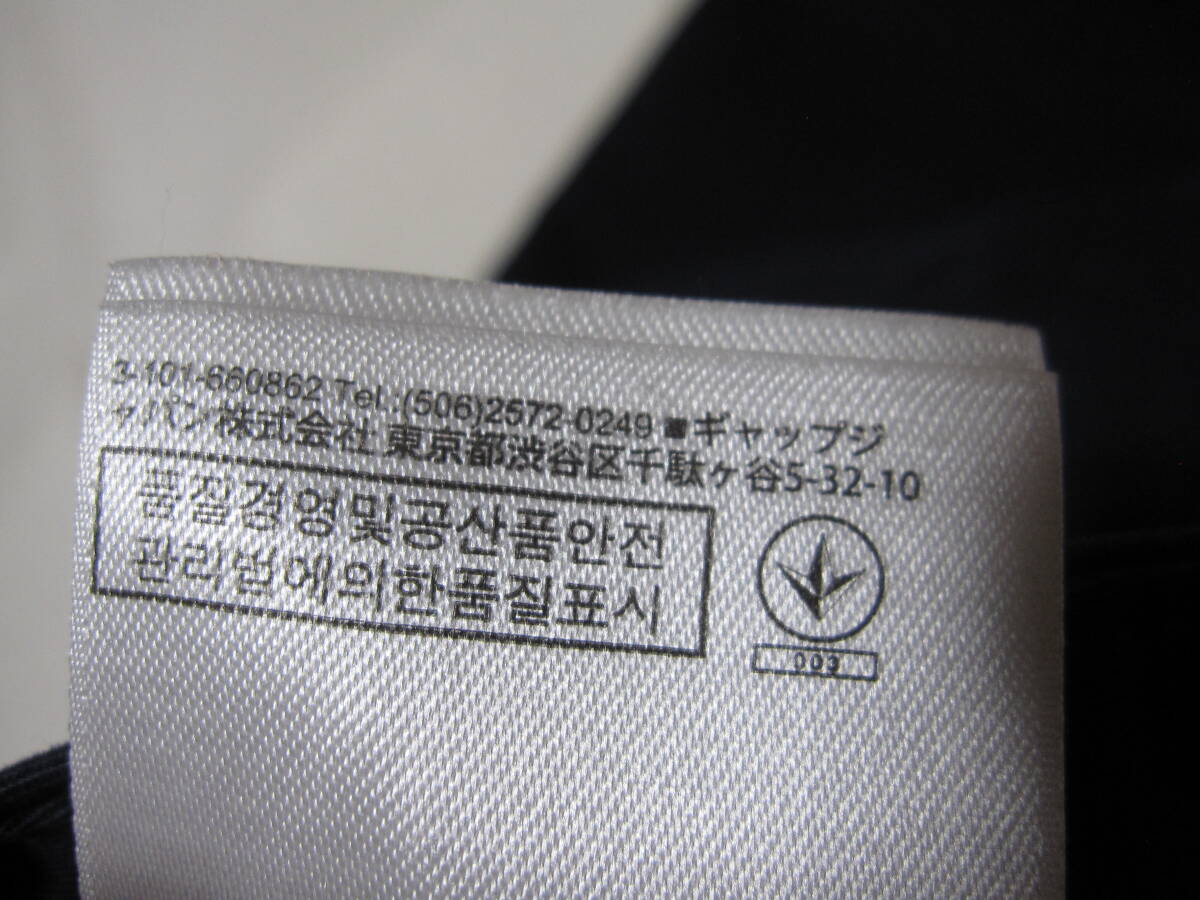 3-101-660862 Tel.:(506)2572-0249 ■ギャップジ
ャパン株式会社 東京都渋谷区千駄ヶ谷5-32-10
품질경영및공산품안전
관리법에의한품질표시
003